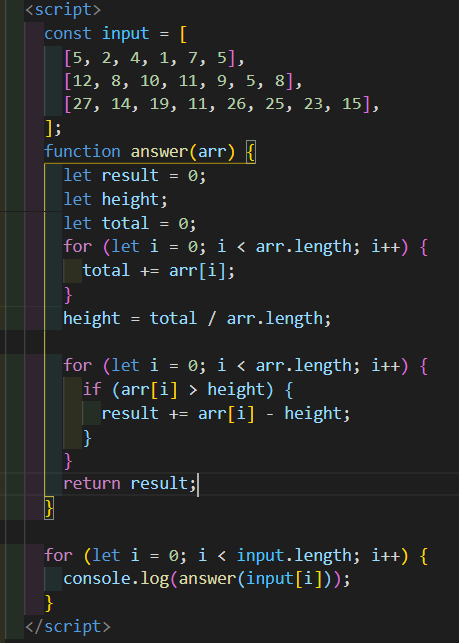 <script>
const input = [
[5, 2, 4, 1, 7, 5],
[12, 8, 10, 11, 9, 5, 8],
[27, 14, 19, 11, 26, 25, 23, 15],
];
function answer(arr) {
let result = 0;
let height;
let total = 0;
for (let i = 0; i < arr.length; i++) {
total += arr[i];
}
height = total / arr.length;
for (let i = 0; i < arr.length; i++) {
if (arr[i] > height) {
result += arr[i] - height;
}
}
return result;
}
for (let i = 0; i < input.length; i++) {
console.log(answer(input[i]));
}
</script>